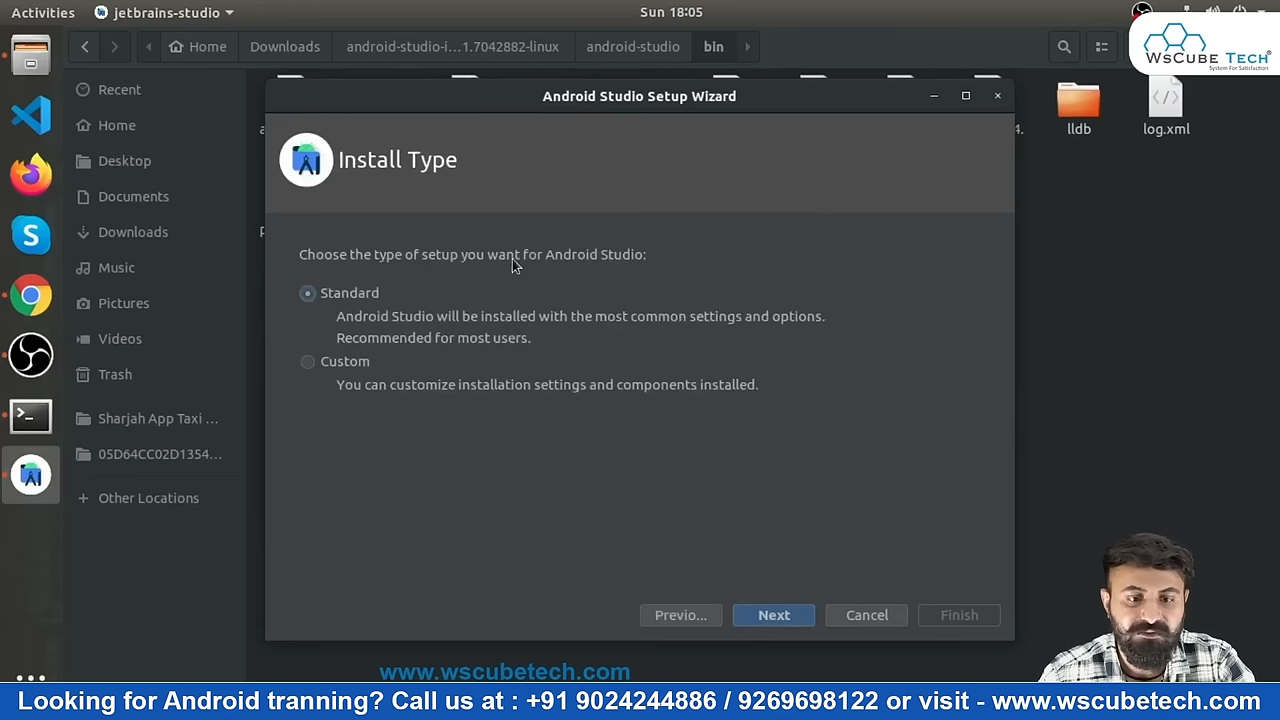 Activities
jetbrains-studio
Sun 18:05
Home
Downloads
android-studio-i…1.7042882-linux
android-studio
bin
WsCube Tech
System For Satisfaction
Recent
Home
Desktop
Documents
Downloads
Music
Pictures
Videos
Trash
Sharjah App Taxi …
05D64CC02D1354…
Other Locations
lldb
log.xml
Android Studio Setup Wizard
Install Type
Choose the type of setup you want for Android Studio:
Standard
Android Studio will be installed with the most common settings and options.
Recommended for most users.
Custom
You can customize installation settings and components installed.
Previo...
Next
Cancel
Finish
www.wscubetech.com
Looking for Android tranning? Call us at : +91 9024244886 / 9269698122 or visit - www.wscubetech.com